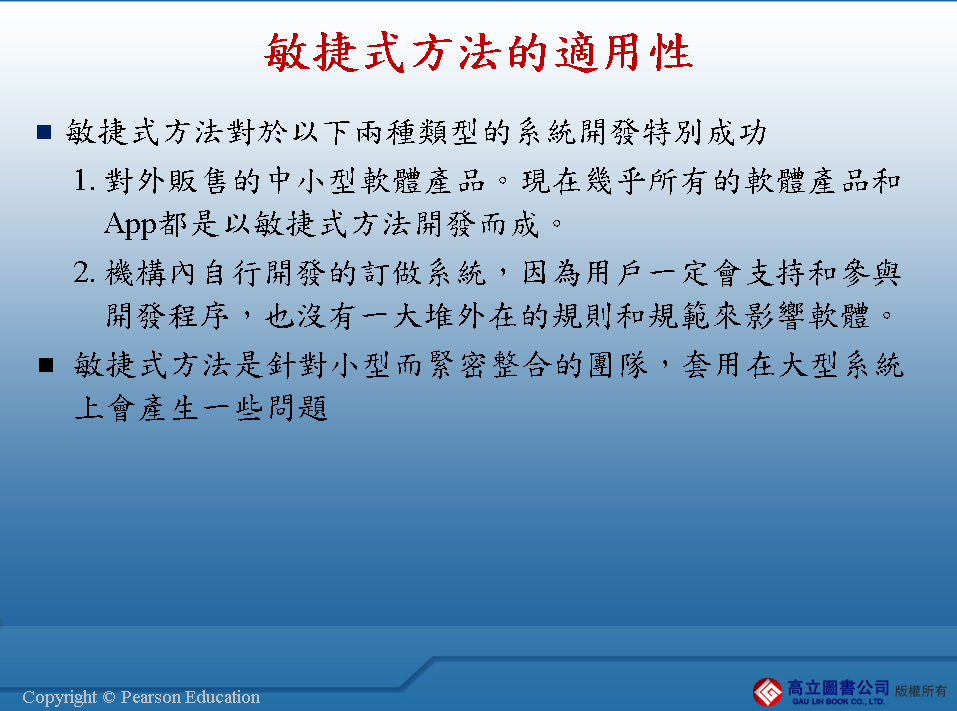 敏捷式方法的適用性
■ 敏捷式方法對於以下兩種類型的系統開發特別成功
1. 對外販售的中小型軟體產品。現在幾乎所有的軟體產品和
App都是以敏捷式方法開發而成。
2. 機構內自行開發的訂做系統，因為用戶一定會支持和參與
開發程序，也沒有一大堆外在的規則和規範來影響軟體。
■ 敏捷式方法是針對小型而緊密整合的團隊，套用在大型系統
上會產生一些問題
Copyright © Pearson Education
高立圖書公司 版權所有
GAU LIH BOOK CO., LTD.